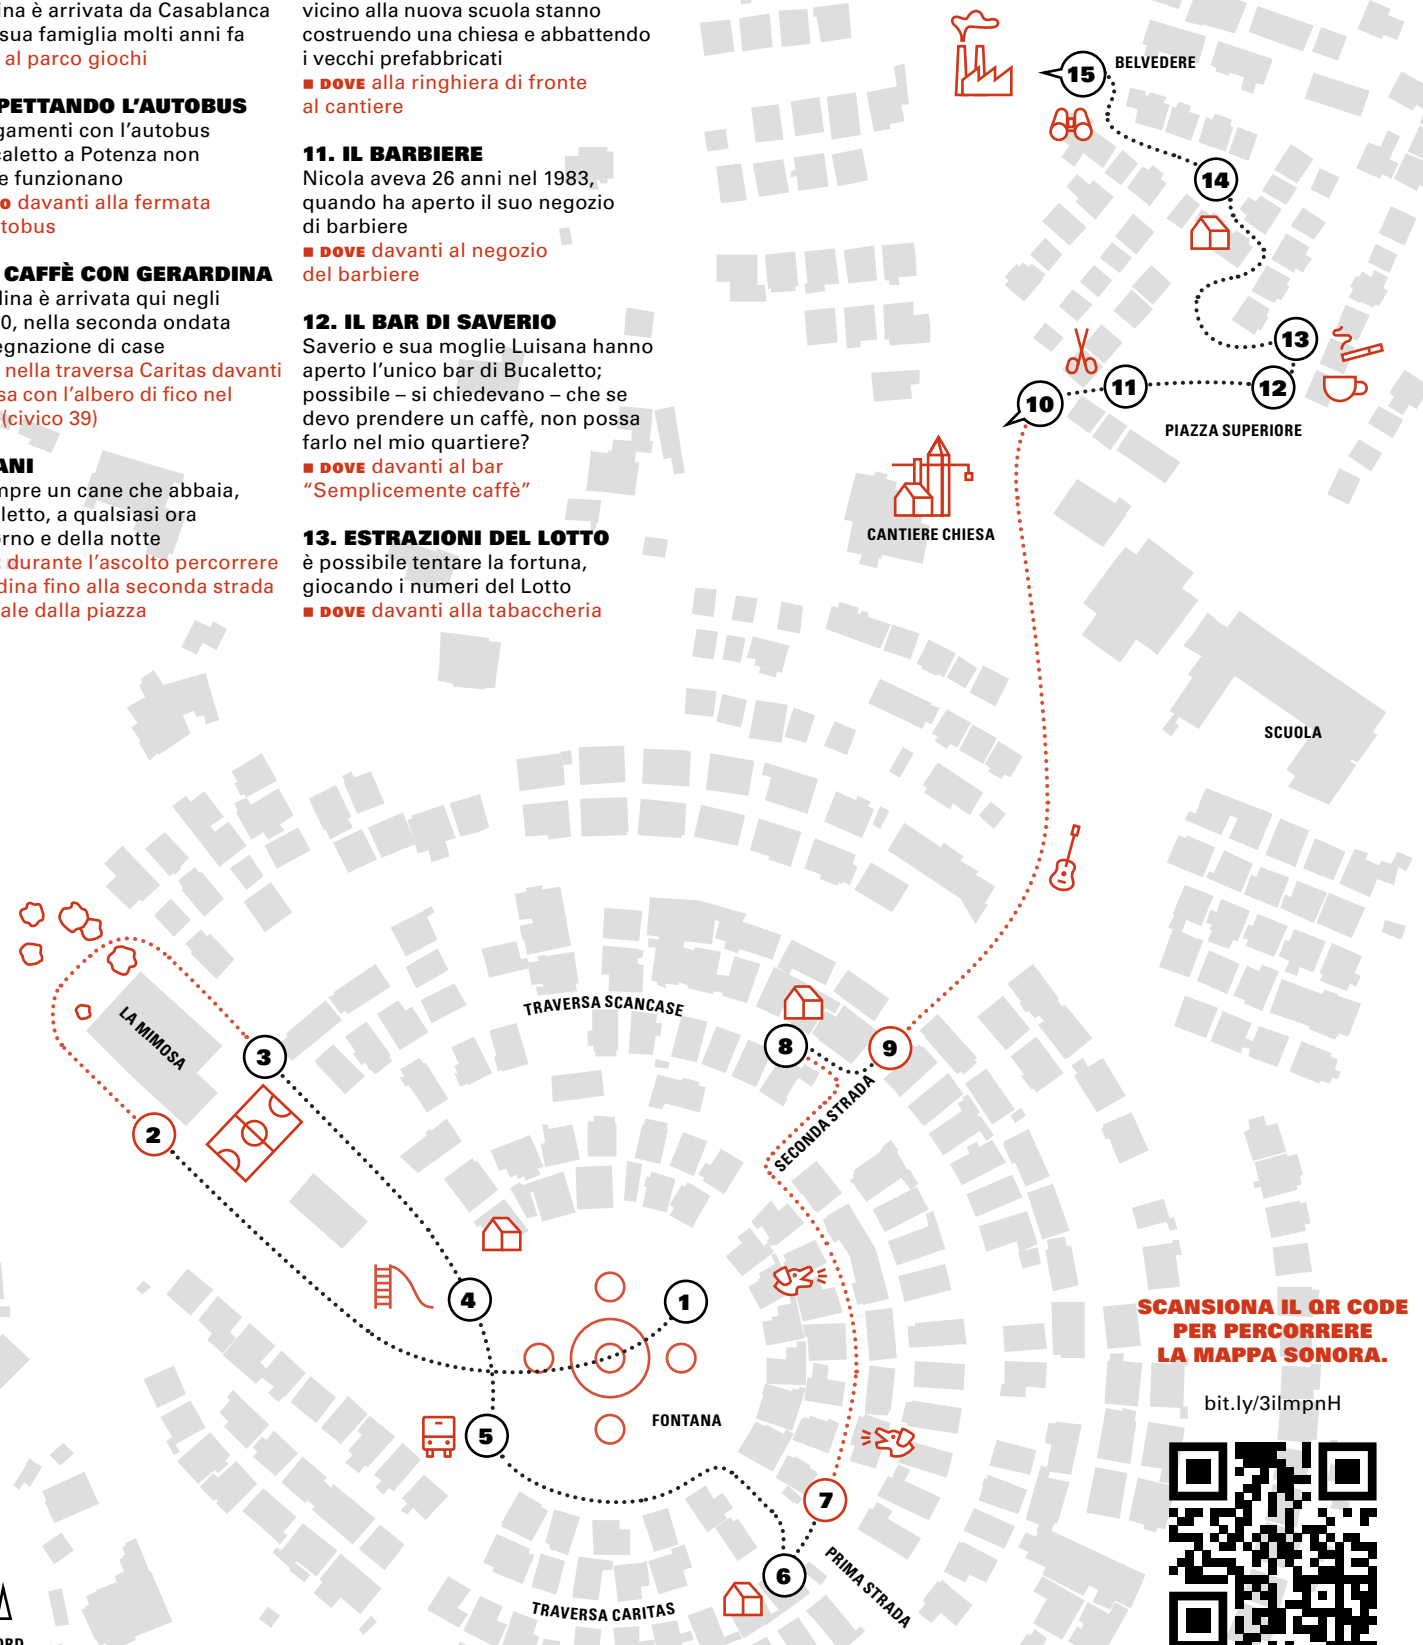 ina è arrivata da Casablanca
sua famiglia molti anni fa
al parco giochi
PETTANDO L'AUTOBUS
gamenti con l'autobus
caletto a Potenza non
e funzionano
davanti alla fermata
tobus
CAFFÈ CON GERARDINA
dina è arrivata qui negli
0, nella seconda ondata
egnazione di case
nella traversa Caritas davanti
sa con l'albero di fico nel
(civico 39)
ANI
mpre un cane che abbaia,
letto, a qualsiasi ora
orno e della notte
durante l'ascolto percorrere
dina fino alla seconda strada
ale dalla piazza
vicino alla nuova scuola stanno
costruendo una chiesa e abbattendo
i vecchi prefabbricati
■ DOVE alla ringhiera di fronte
al cantiere
11. IL BARBIERE
Nicola aveva 26 anni nel 1983,
quando ha aperto il suo negozio
di barbiere
■ DOVE davanti al negozio
del barbiere
12. IL BAR DI SAVERIO
Saverio e sua moglie Luisana hanno
aperto l'unico bar di Bucaletto;
possibile – si chiedevano – che se
devo prendere un caffè, non possa
farlo nel mio quartiere?
■ DOVE davanti al bar
“Semplicemente caffè”
13. ESTRAZIONI DEL LOTTO
è possibile tentare la fortuna,
giocando i numeri del Lotto
■ DOVE davanti alla tabaccheria
15
BELVEDERE
14
13
12
11
10
PIAZZA SUPERIORE
CANTIERE CHIESA
SCUOLA
TRAVERSA SCANCASE
LA MIMOSA
3
2
8
9
SECONDA STRADA
4
1
5
FONTANA
7
6
PRIMA STRADA
TRAVERSA CARITAS
SCANSIONA IL QR CODE
PER PERCORRERE
LA MAPPA SONORA.
bit.ly/3ilmpnH